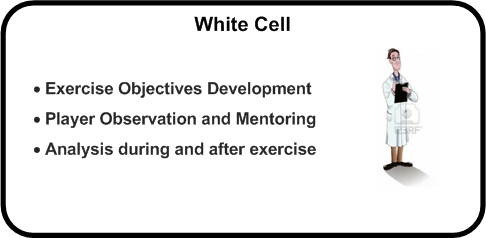 White Cell
• Exercise Objectives Development
• Player Observation and Mentoring
• Analysis during and after exercise